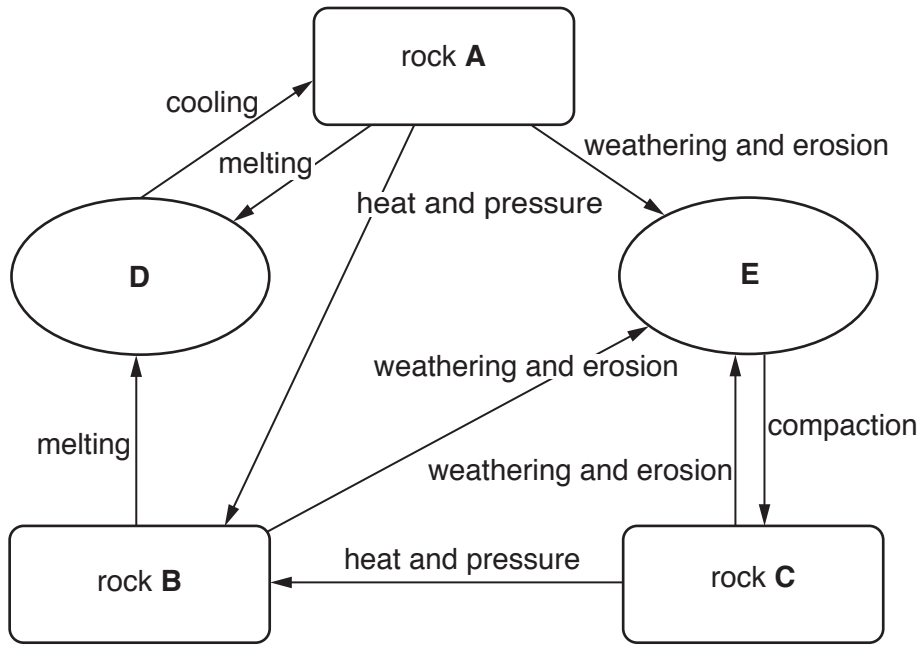 rock A
cooling
weathering and erosion
melting
heat and pressure
D
E
weathering and erosion
compaction
melting
weathering and erosion
heat and pressure
rock B
rock C